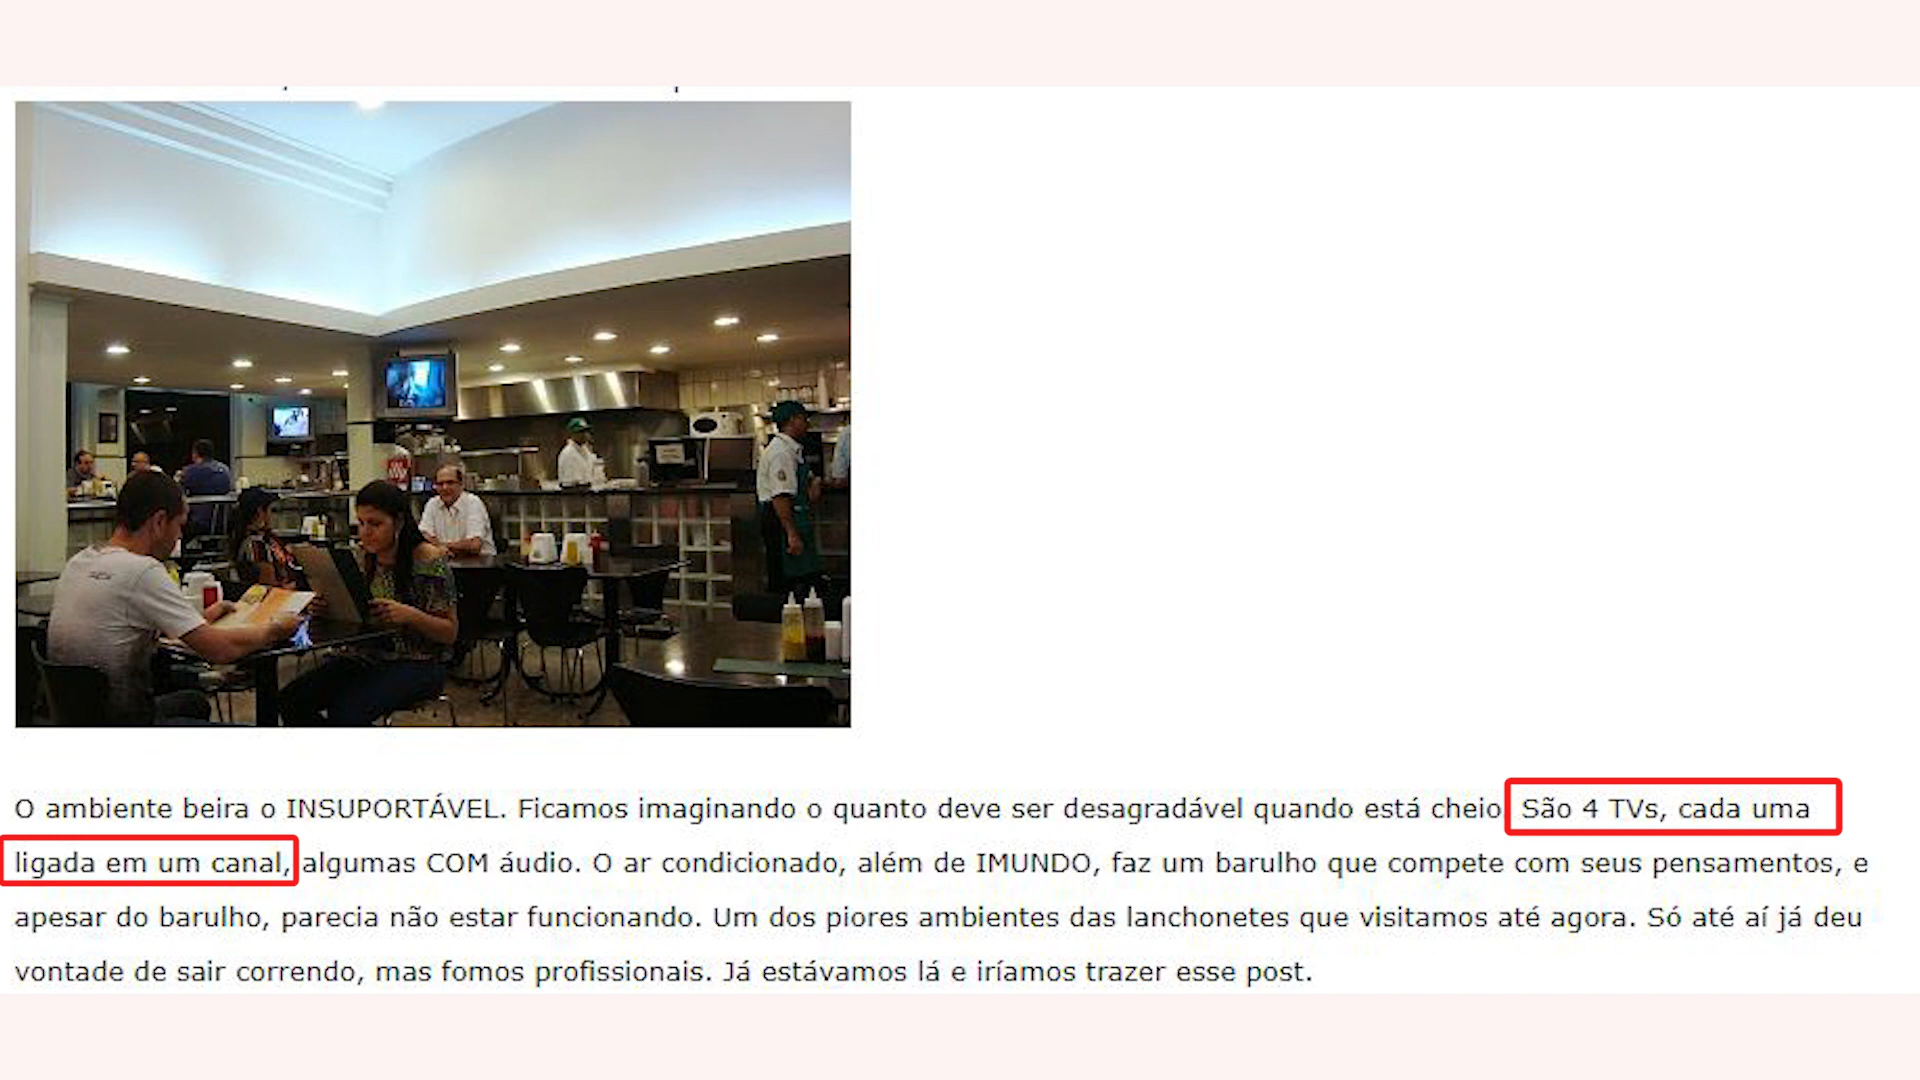 O ambiente beira o INSUPORTÁVEL. Ficamos imaginando o quanto deve ser desagradável quando está cheio. São 4 TVs, cada uma
ligada em um canal, algumas COM áudio. O ar condicionado, além de IMUNDO, faz um barulho que compete com seus pensamentos, e
apesar do barulho, parecia não estar funcionando. Um dos piores ambientes das lanchonetes que visitamos até agora. Só até aí já deu
vontade de sair correndo, mas fomos profissionais. Já estávamos lá e iríamos trazer esse post.